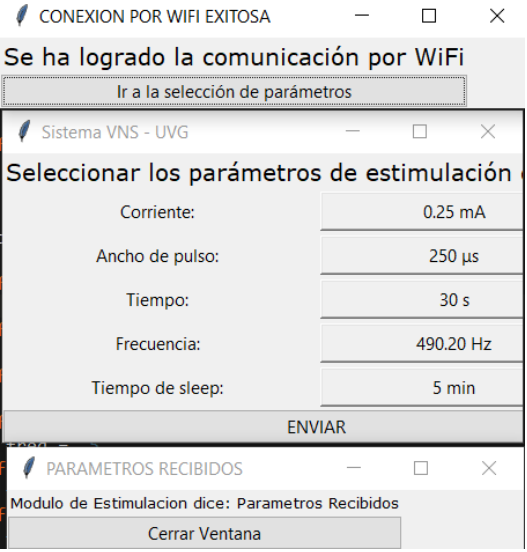 CONEXION POR WIFI EXITOSA
Se ha logrado la comunicación por WiFi
Ir a la selección de parámetros
Sistema VNS - UVG
Seleccionar los parámetros de estimulación
Corriente: 0.25 mA
Ancho de pulso: 250 µs
Tiempo: 30 s
Frecuencia: 490.20 Hz
Tiempo de sleep: 5 min
ENVIAR
PARAMETROS RECIBIDOS
Modulo de Estimulacion dice: Parametros Recibidos
Cerrar Ventana